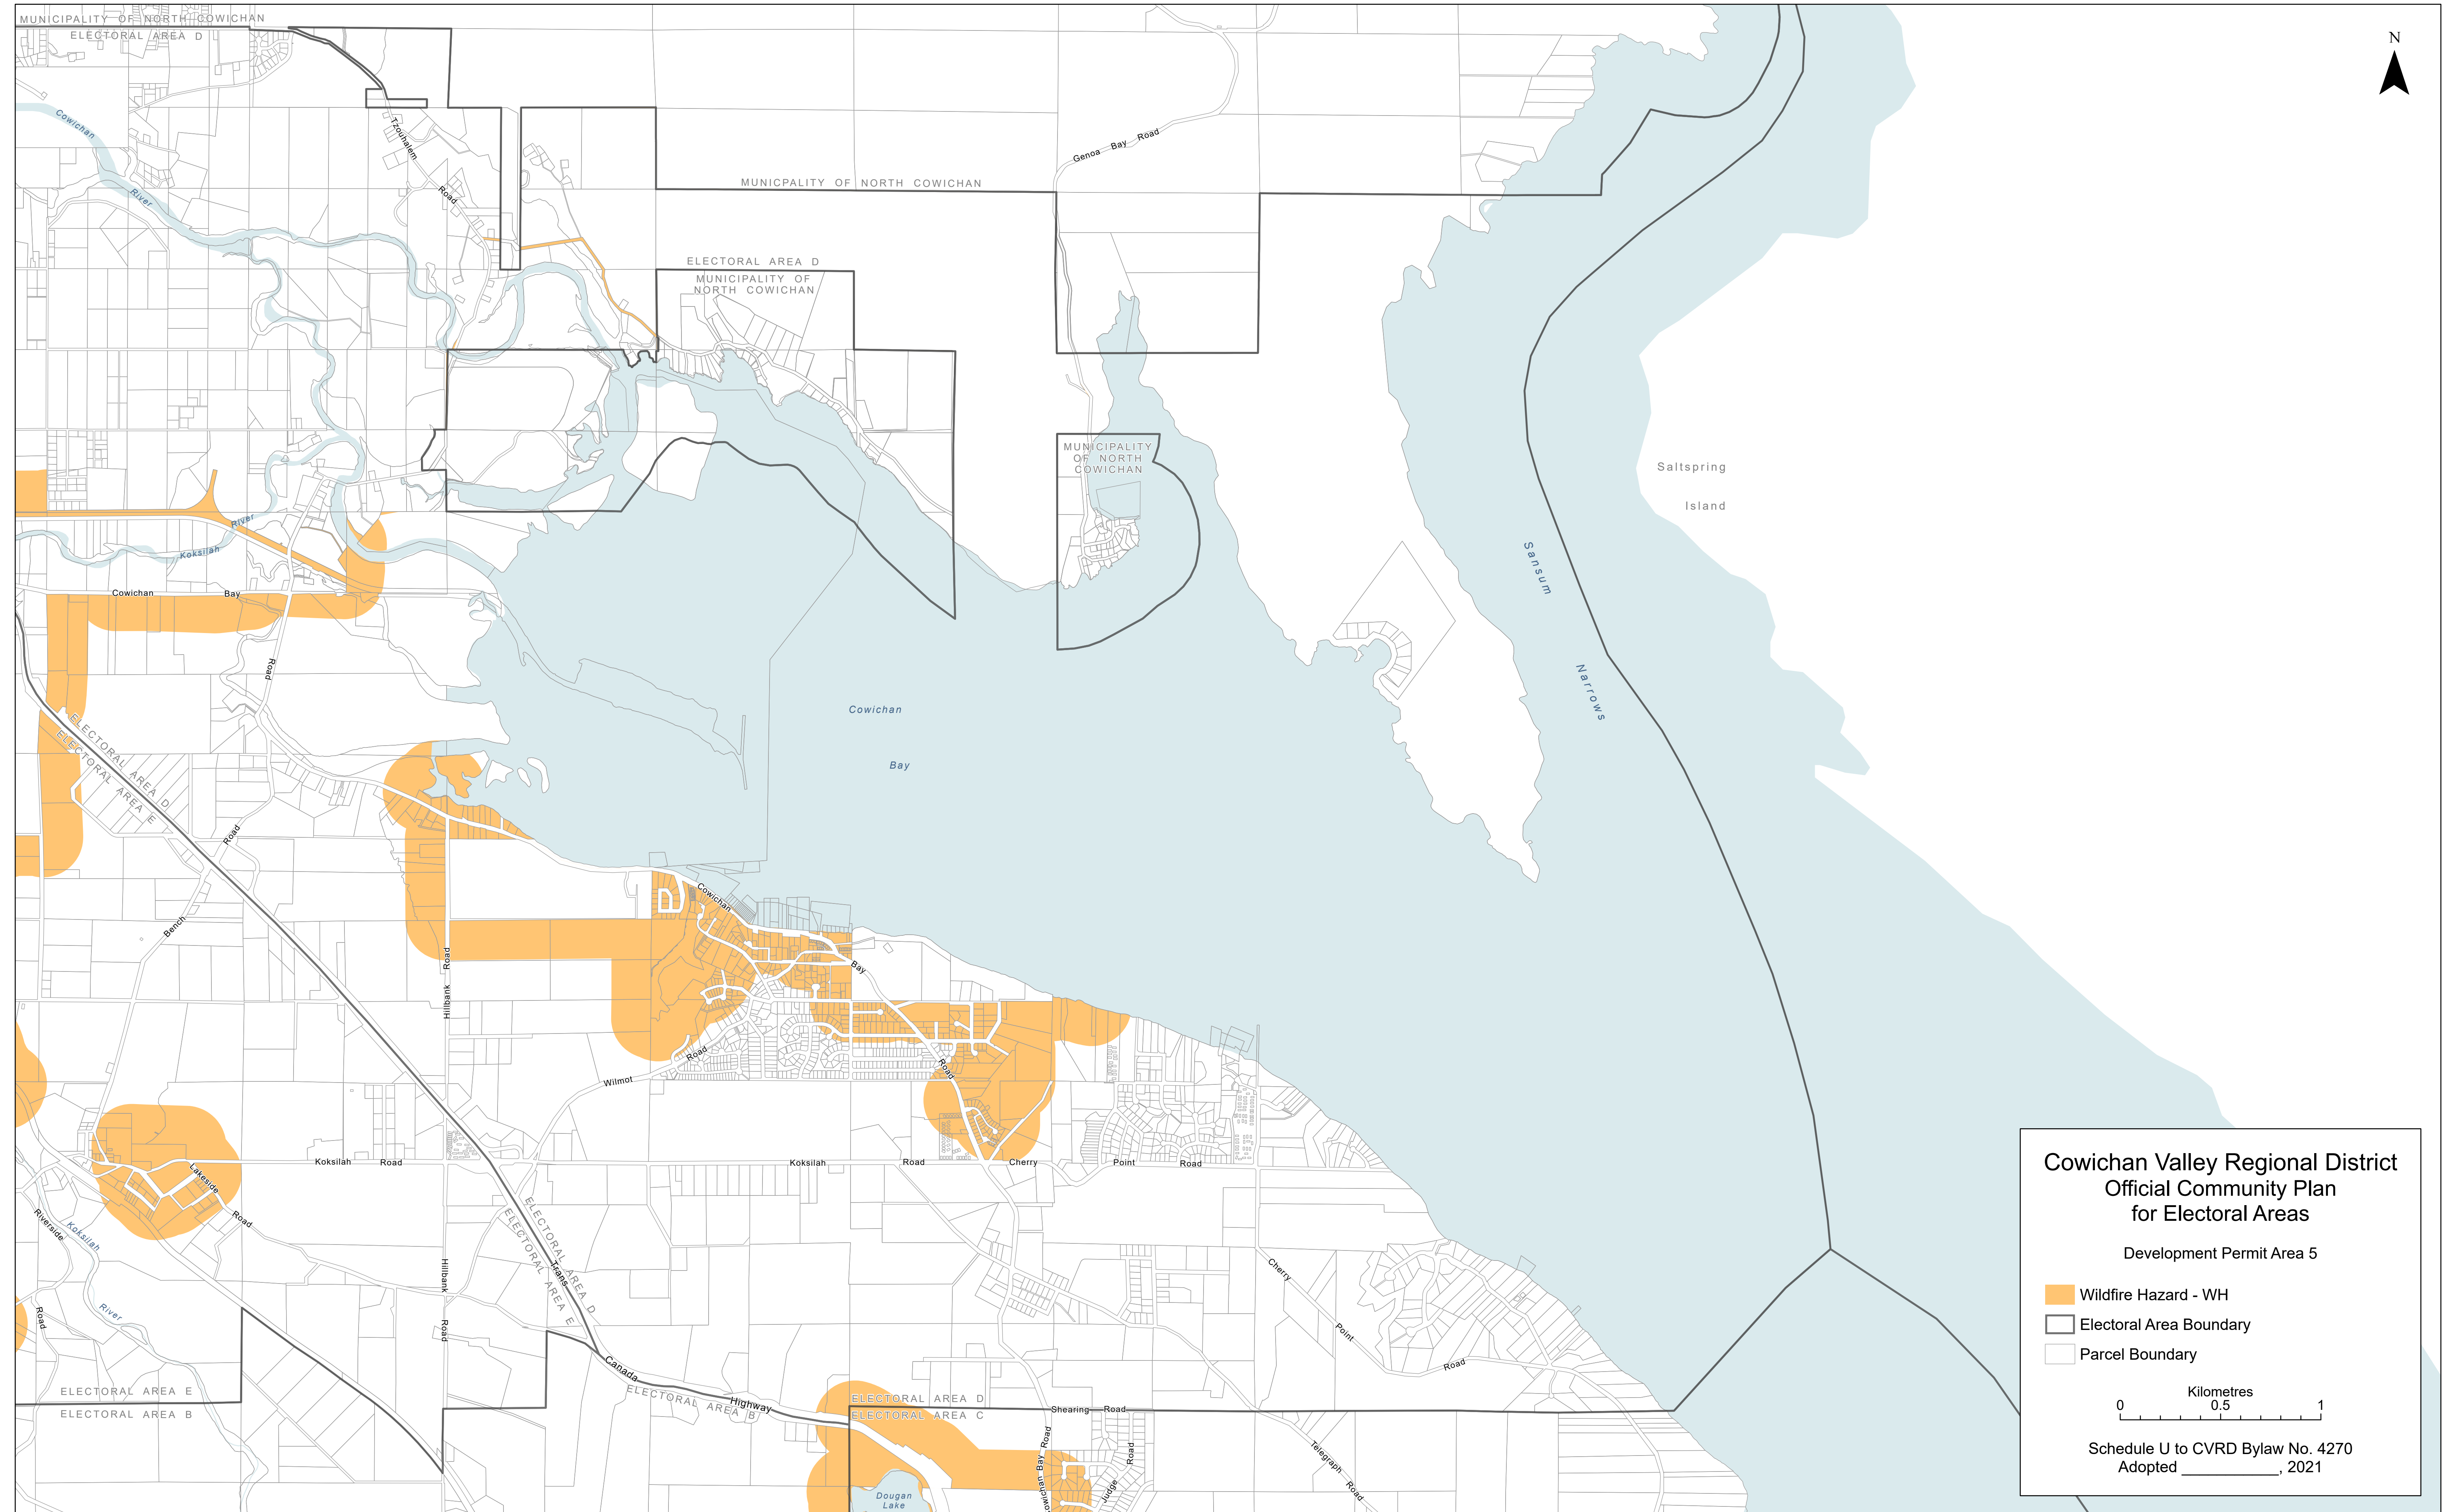 MUNICIPALITY OF NORTH COWICHAN
ELECTORAL AREA D
N
Cowichan
River
Tzouhalem
Road
Genoa Bay Road
MUNICPALITY OF NORTH COWICHAN
ELECTORAL AREA D
MUNICIPALITY OF
NORTH COWICHAN
MUNICIPALITY
OF NORTH
COWICHAN
Saltspring
Island
Sansum
Narrows
River
Koksilah
Cowichan Bay
Road
Cowichan
Bay
ELECTORAL AREA D
ELECTORAL AREA E
Road
Bench
Hillbank Road
Cowichan
Bay
Road
Road
Wilmot
Koksilah Road
Koksilah Road
Cherry Point Road
Lakeside
Road
Riverside
Road
Koksilah
River
Hillbank
Road
ELECTORAL AREA D
ELECTORAL AREA E
Trans
Canada
Highway
ELECTORAL AREA B
ELECTORAL AREA E
ELECTORAL AREA B
ELECTORAL AREA D
ELECTORAL AREA C
Shearing Road
Cherry
Point
Road
Telegraph
Road
Cowichan Bay Road
Judge
Road
Dougan
Lake
Cowichan Valley Regional District
Official Community Plan
for Electoral Areas
Development Permit Area 5
Wildfire Hazard - WH
Electoral Area Boundary
Parcel Boundary
Kilometres
0 0.5 1
Schedule U to CVRD Bylaw No. 4270
Adopted ___________, 2021